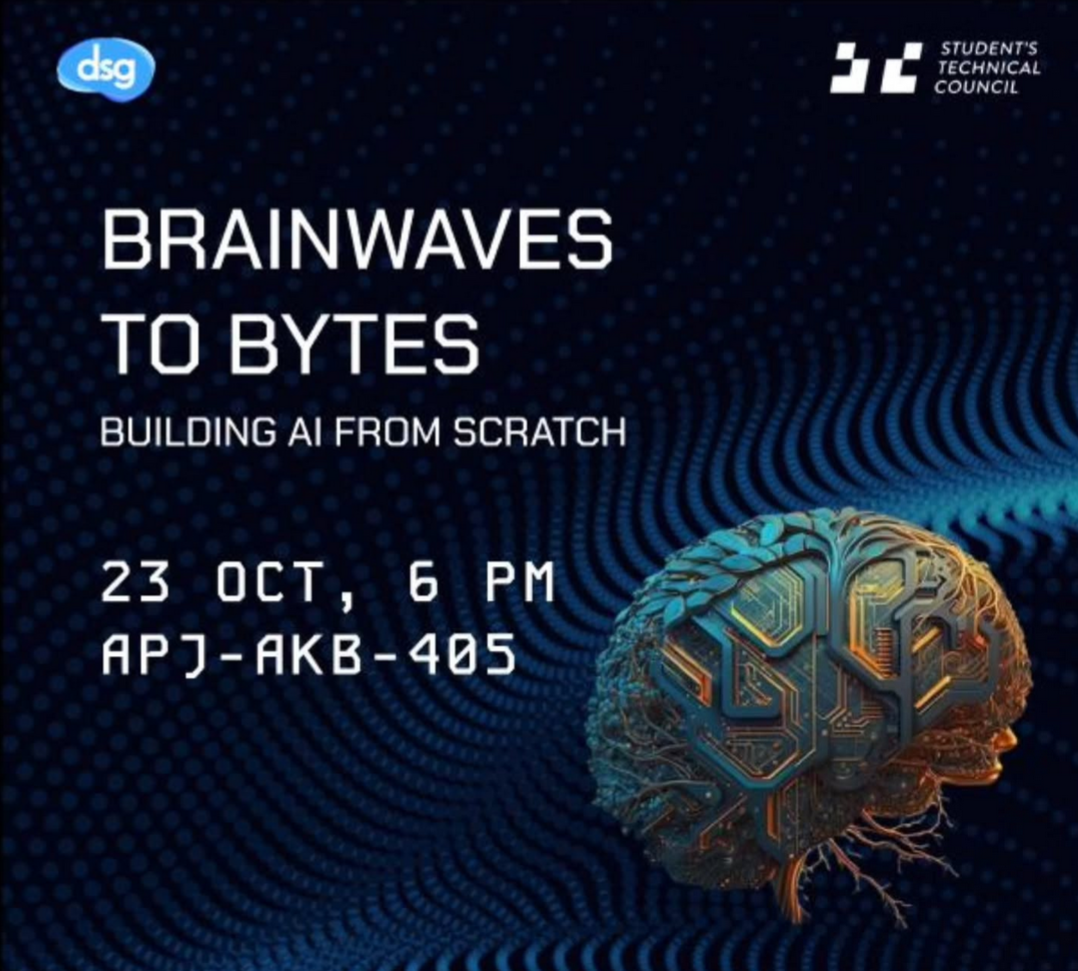 dsg
STUDENT'S
TECHNICAL
COUNCIL
BRAINWAVES
TO BYTES
BUILDING AI FROM SCRATCH
23 OCT, 6 PM
APJ-AKB-405